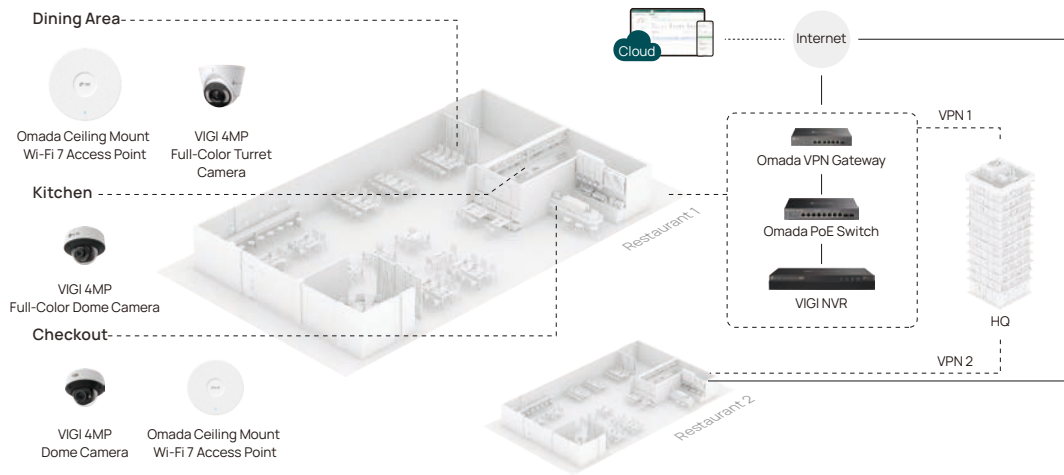 Dining Area
Omada Ceiling Mount
Wi-Fi 7 Access Point
VIGI 4MP
Full-Color Turret
Camera
Kitchen
VIGI 4MP
Full-Color Dome Camera
Checkout
VIGI 4MP
Dome Camera
Omada Ceiling Mount
Wi-Fi 7 Access Point
Restaurant 1
Restaurant 2
Cloud
Internet
Omada VPN Gateway
Omada PoE Switch
VIGI NVR
VPN 1
HQ
VPN 2